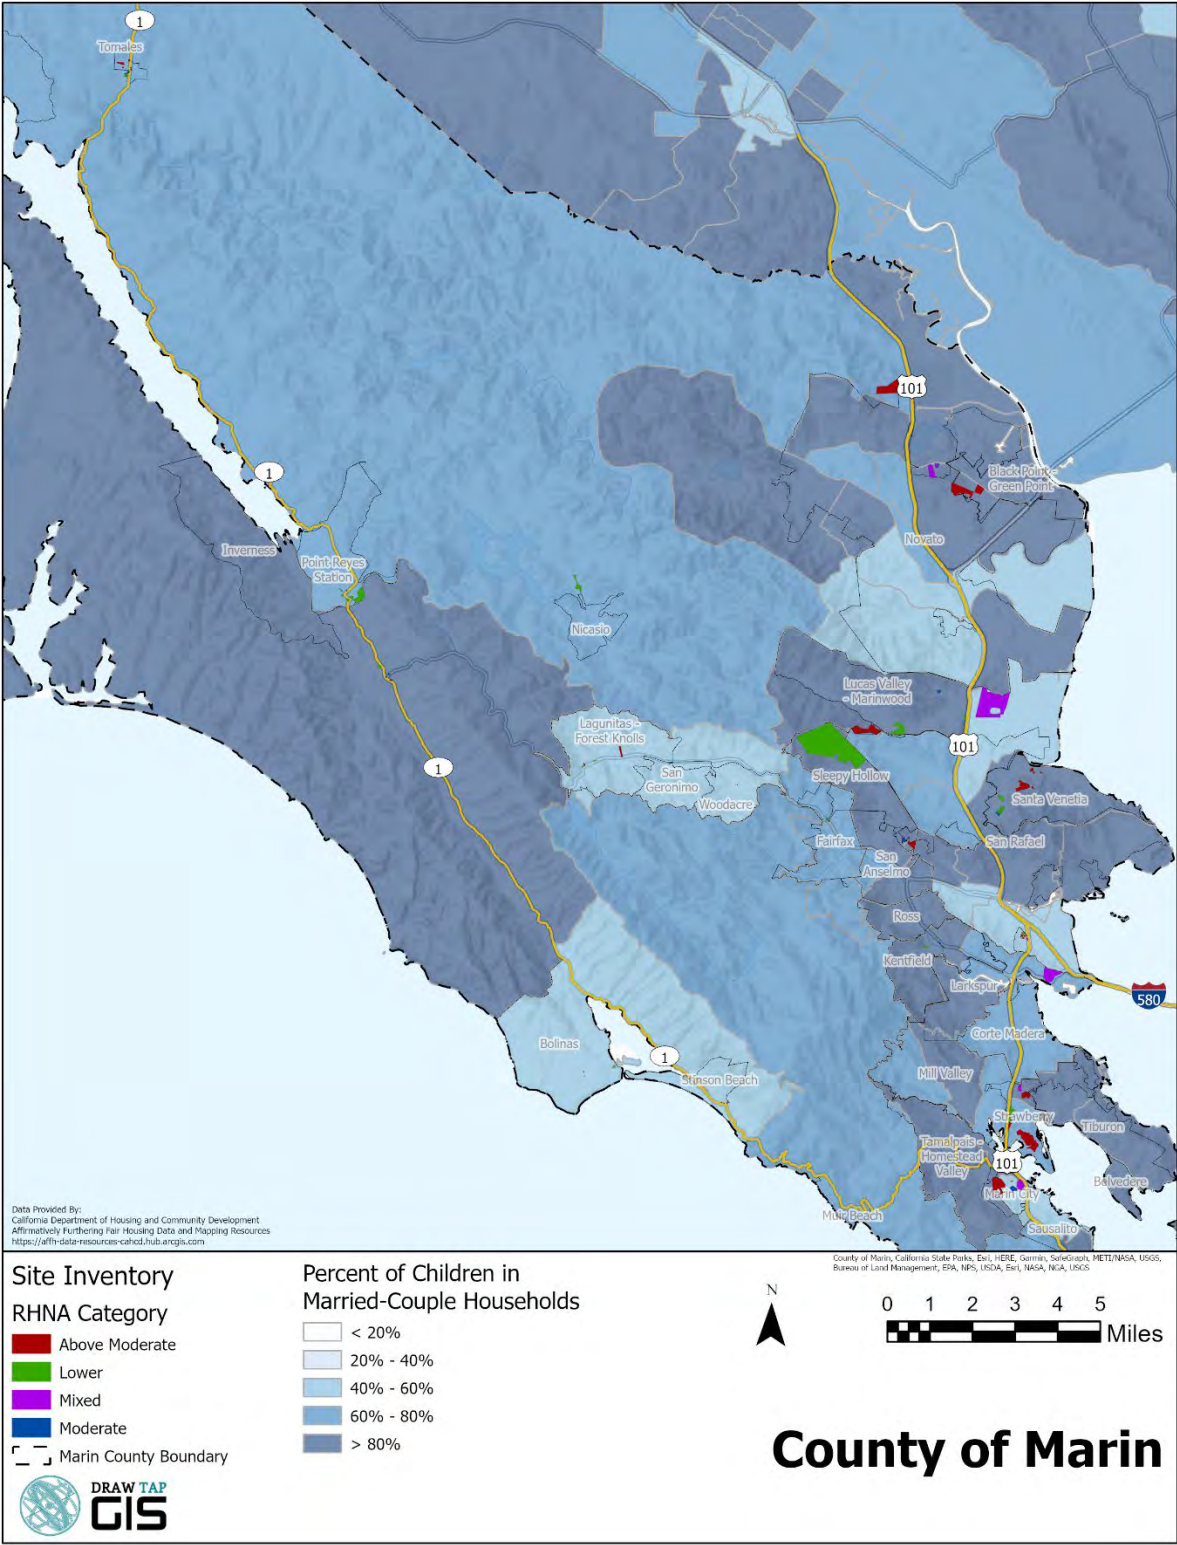 1
Tomales
101
Black Point -
Green Point
1
Inverness
Point Reyes
Station
Novato
Nicasio
Lucas Valley
- Marinwood
Lagunitas -
Forest Knolls
101
1
San
Geronimo
Sleepy Hollow
Woodacre
Santa Venetia
Fairfax
San Rafael
San
Anselmo
Ross
Kentfield
Larkspur
580
Corte Madera
Bolinas
1
Stinson Beach
Mill Valley
Strawberry
Tiburon
Tamalpais -
Homestead
Valley
101
Belvedere
Marin City
Muir Beach
Sausalito
Data Provided By:
California Department of Housing and Community Development
Affirmatively Furthering Fair Housing Data and Mapping Resources
https://affh-data-resources-cahcd.hub.arcgis.com
County of Marin, California State Parks, Esri, HERE, Garmin, SafeGraph, METI/NASA, USGS,
Bureau of Land Management, EPA, NPS, USDA, Esri, NASA, NGA, USGS
Site Inventory
RHNA Category
Above Moderate
Lower
Mixed
Moderate
Marin County Boundary
Percent of Children in
Married-Couple Households
< 20%
20% - 40%
40% - 60%
60% - 80%
> 80%
N
0 1 2 3 4 5
Miles
County of Marin
DRAW TAP
GIS